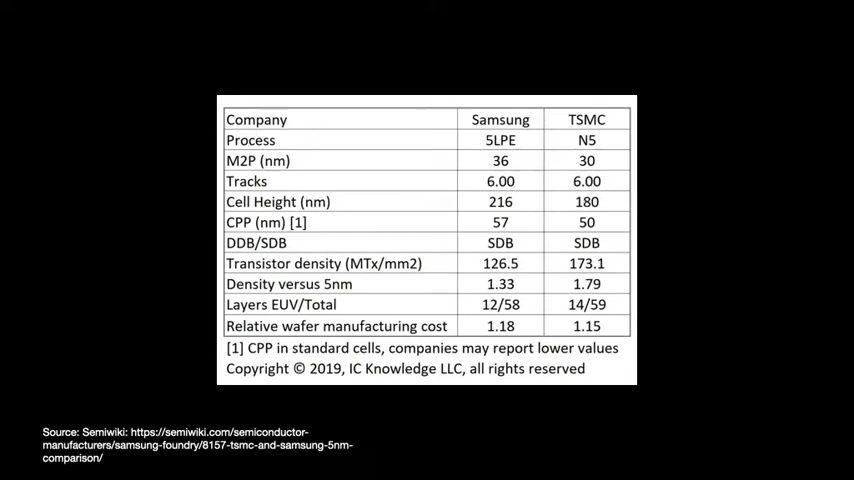 Company Samsung TSMC
Process 5LPE N5
M2P (nm) 36 30
Tracks 6.00 6.00
Cell Height (nm) 216 180
CPP (nm) [1] 57 50
DDB/SDB SDB SDB
Transistor density (MTx/mm2) 126.5 173.1
Density versus 5nm 1.33 1.79
Layers EUV/Total 12/58 14/59
Relative wafer manufacturing cost 1.18 1.15
[1] CPP in standard cells, companies may report lower values
Copyright © 2019, IC Knowledge LLC, all rights reserved
Source: Semiwiki: https://semiwiki.com/semiconductor-
manufacturers/samsung-foundry/8157-tsmc-and-samsung-5nm-
comparison/